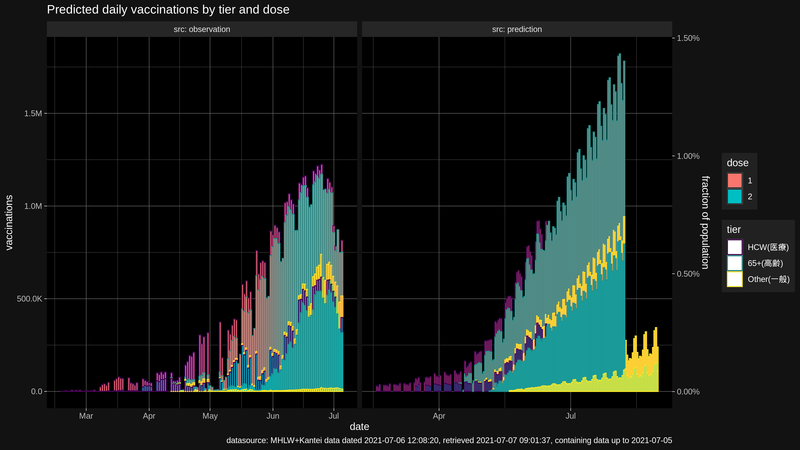 Predicted daily vaccinations by tier and dose
src: observation
src: prediction
1.5M
1.0M
500.0K
0.0
vaccinations
1.50%
1.00%
0.50%
0.00%
fraction of population
Mar
Apr
May
Jun
Jul
Apr
Jul
date
dose
1
2
tier
HCW(医療)
65+(高齢)
Other(一般)
datasource: MHLW+Kantei data dated 2021-07-06 12:08:20, retrieved 2021-07-07 09:01:37, containing data up to 2021-07-05